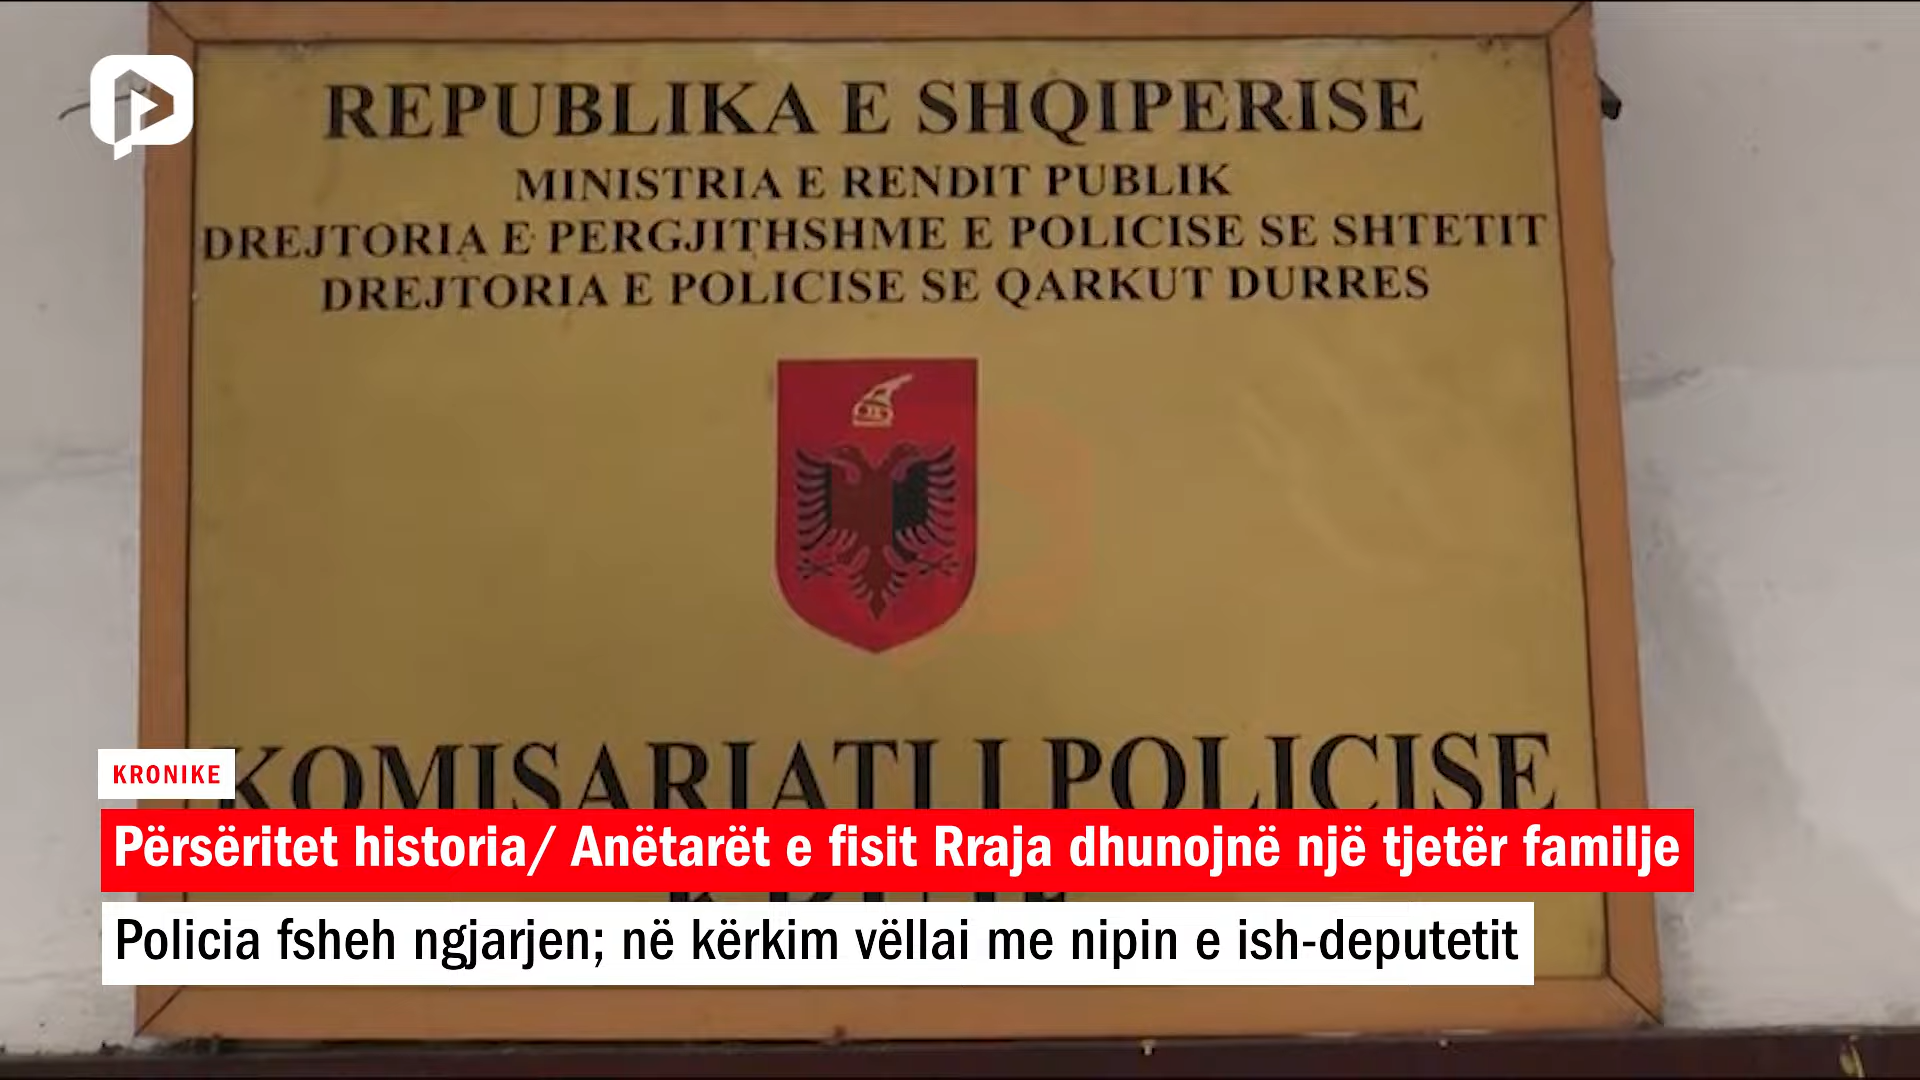 REPUBLIKA E SHQIPERISE
MINISTRIA E RENDIT PUBLIK
DREJTORIA E PERGJITHSHME E POLICISE SE SHTETIT
DREJTORIA E POLICISE SE QARKUT DURRES
KOMISARIATI I POLICISE
KRONIKE
Përsëritet historia/ Anëtarët e fisit Rraja dhunojnë një tjetër familje
Policia fsheh ngjarjen; në kërkim vëllai me nipin e ish-deputetit